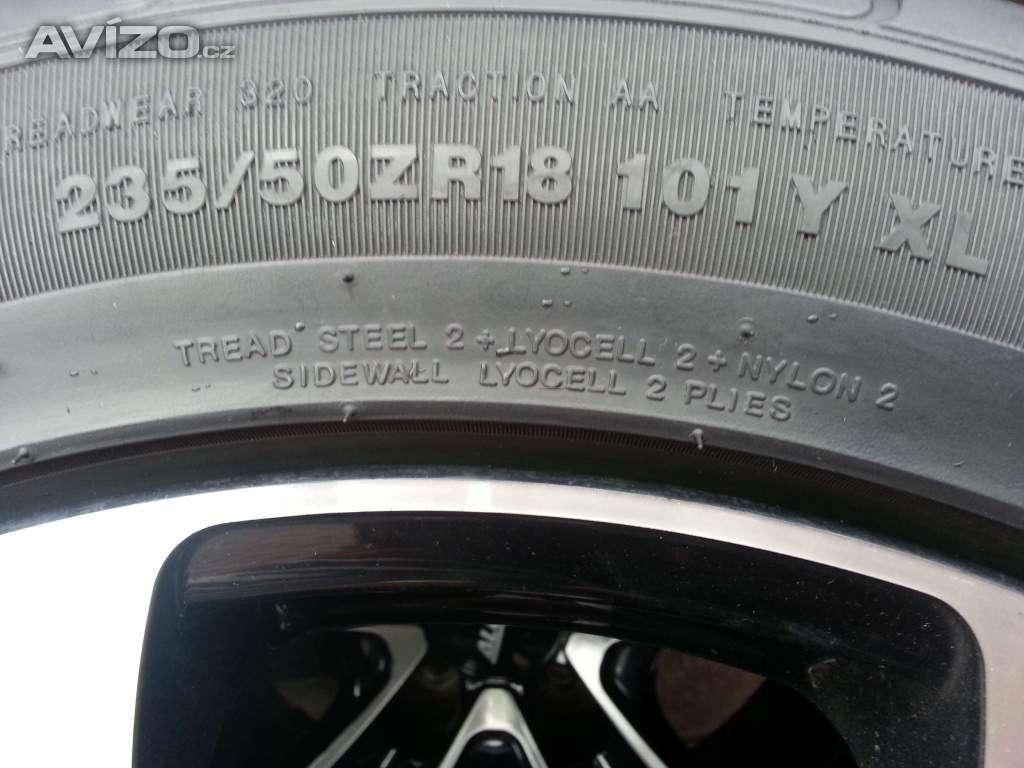 AVÍZO.cz
READWEAR 320 TRACTION AA TEMPERATURE
235/50ZR18 101Y XL
TREAD STEEL 2 + LYOCELL 2 + NYLON 2
SIDEWALL LYOCELL 2 PLIES